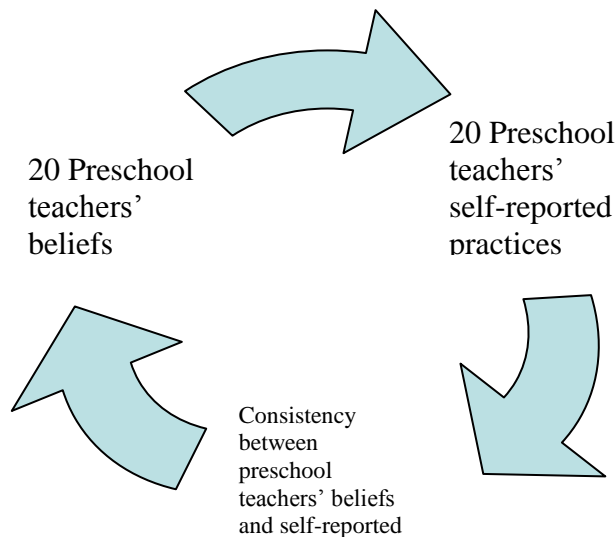 20 Preschool
teachers’
beliefs
20 Preschool
teachers’
self-reported
practices
Consistency
between
preschool
teachers’ beliefs
and self-reported